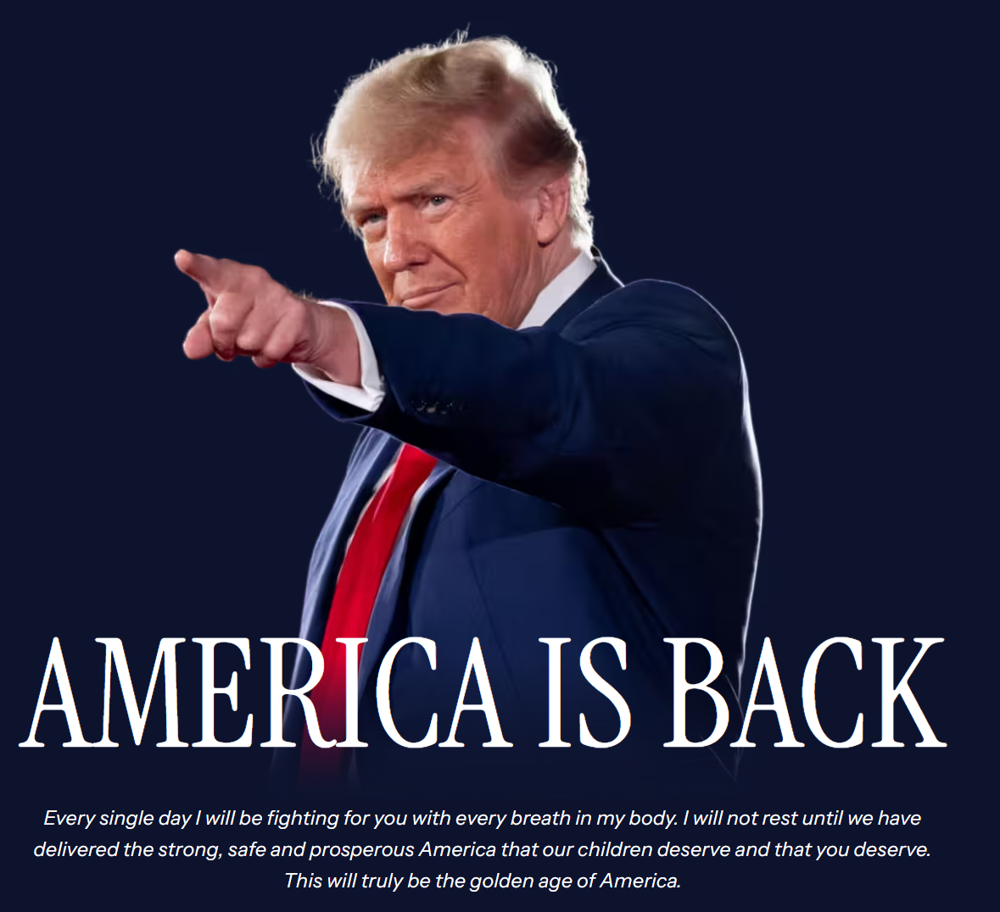 AMERICA IS BACK
Every single day I will be fighting for you with every breath in my body. I will not rest until we have
delivered the strong, safe and prosperous America that our children deserve and that you deserve.
This will truly be the golden age of America.